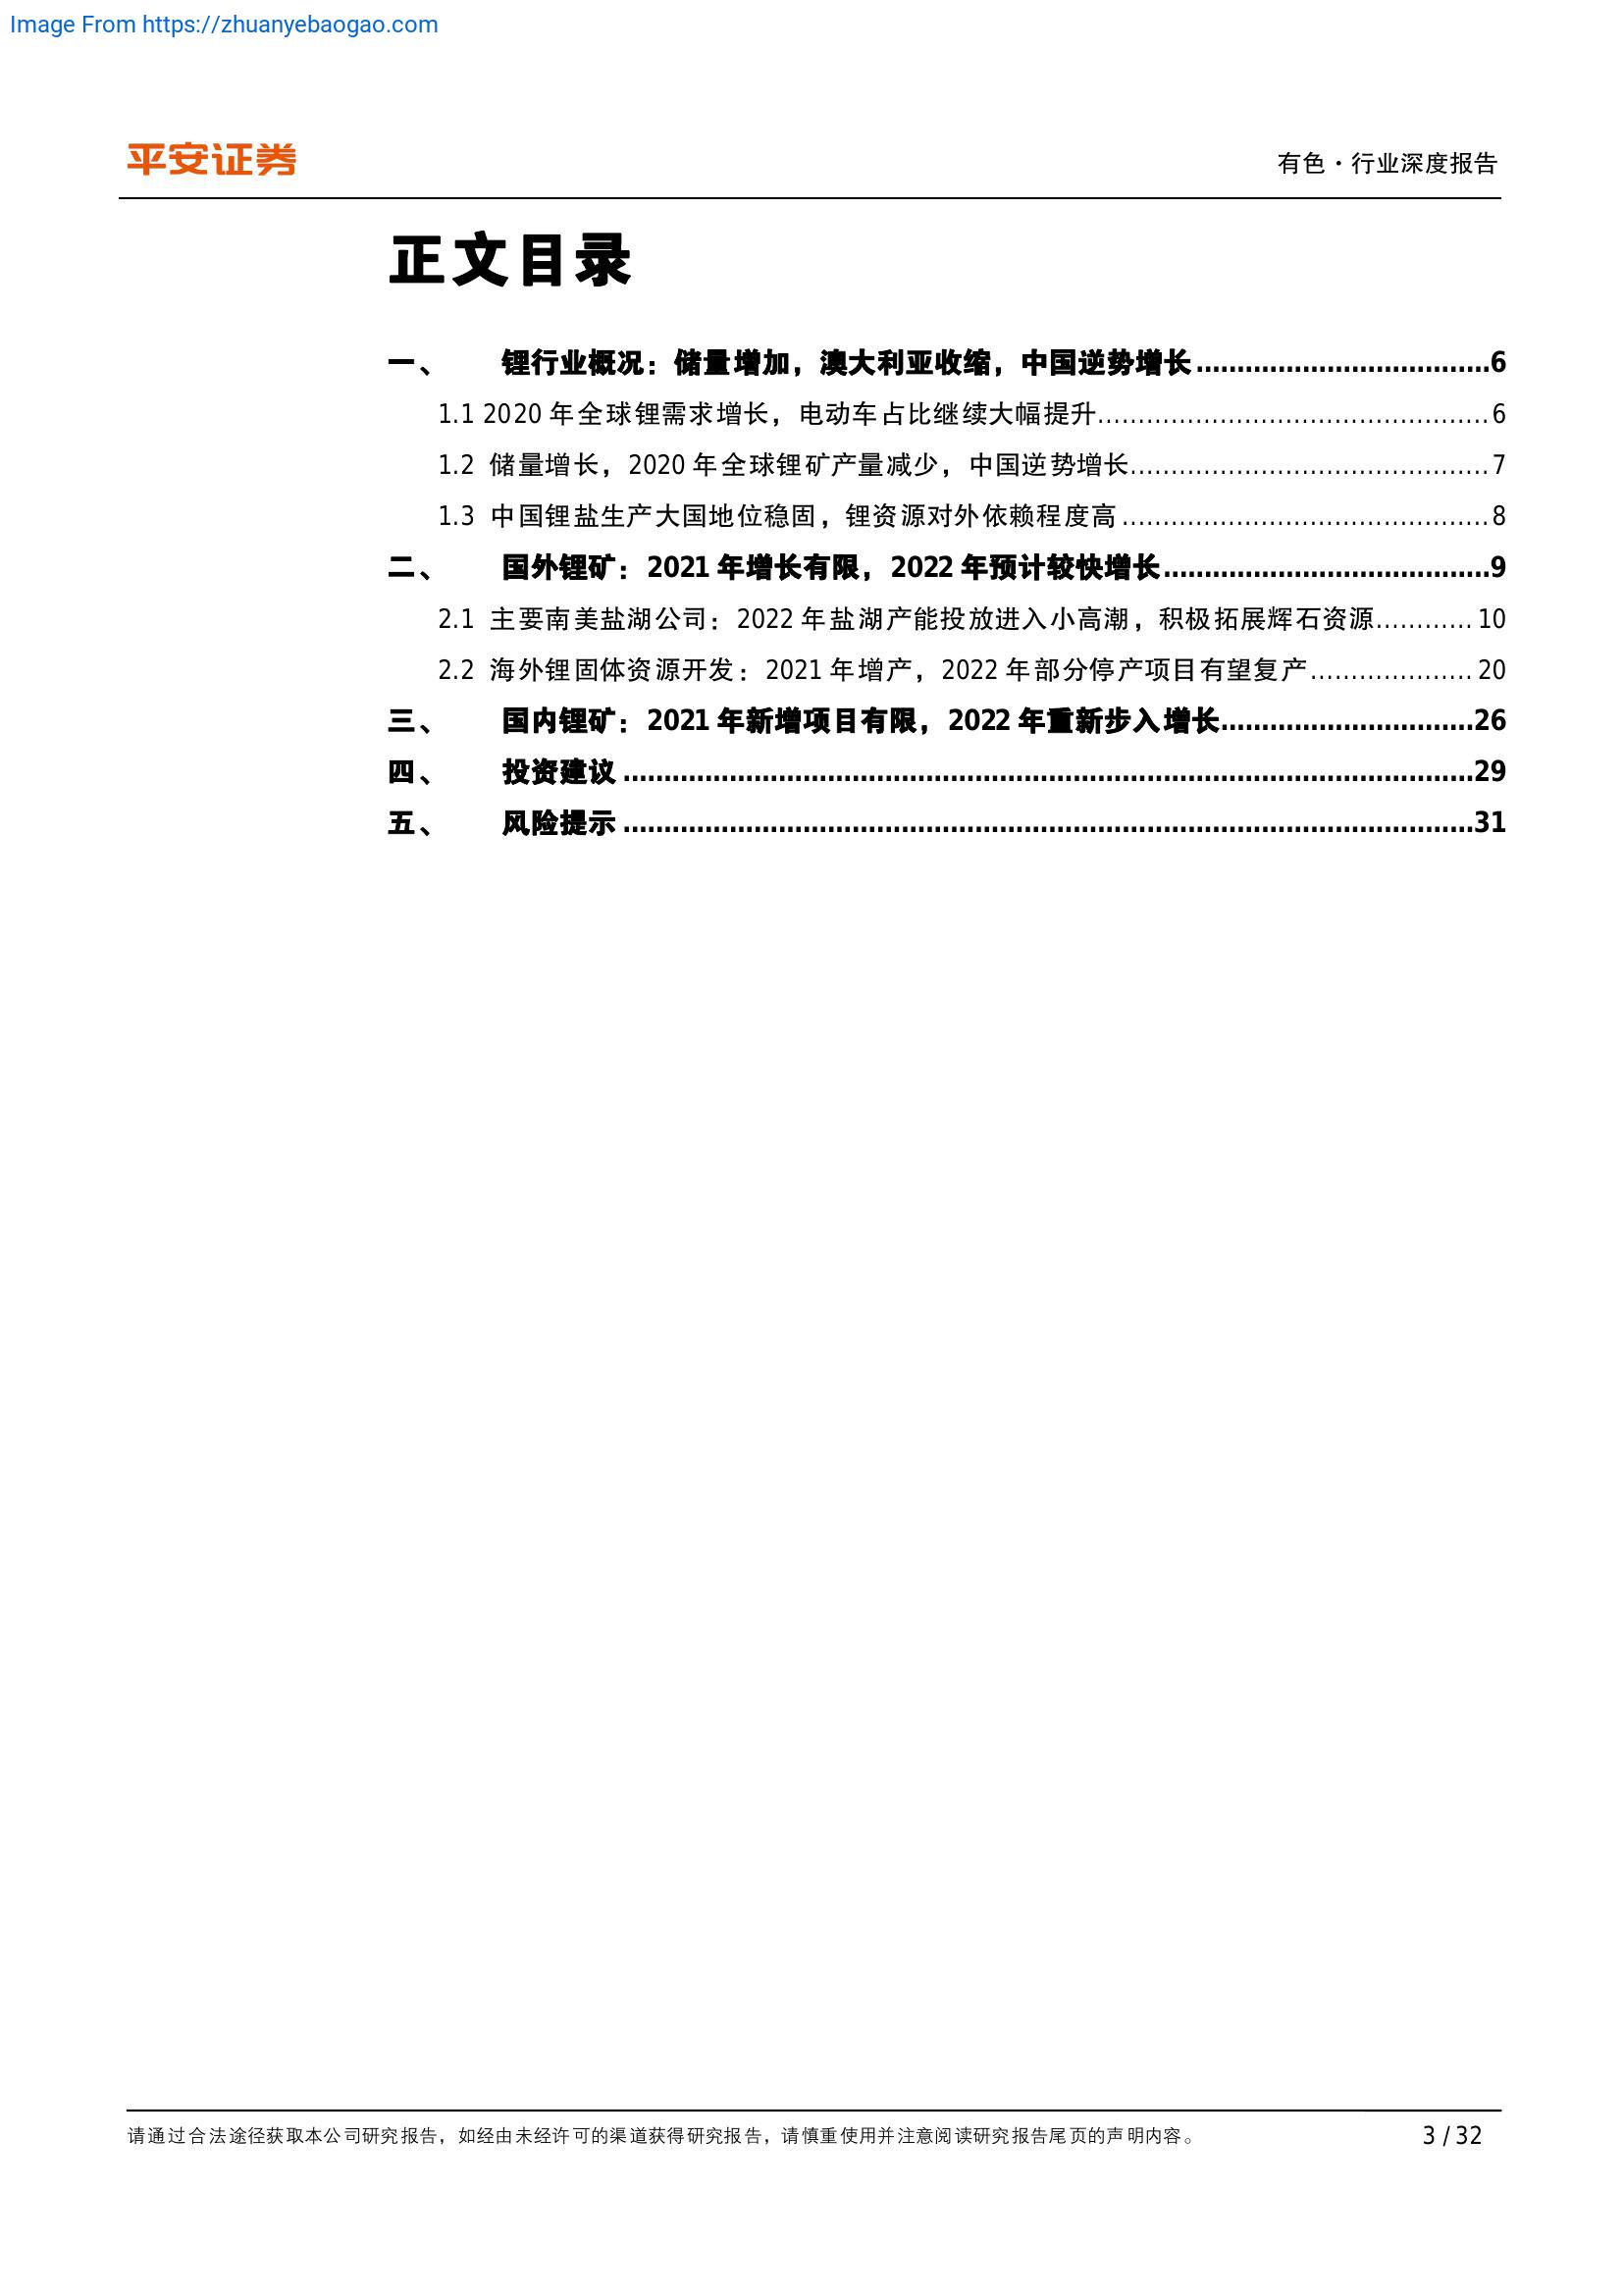 Image From https://zhuanyebaogao.com
平安证券
有色·行业深度报告
正文目录
一、 锂行业概况：储量增加，澳大利亚收缩，中国逆势增长....................................6
1.1 2020 年全球锂需求增长，电动车占比继续大幅提升................................................6
1.2 储量增长，2020 年全球锂矿产量减少，中国逆势增长............................................7
1.3 中国锂盐生产大国地位稳固，锂资源对外依赖程度高.............................................8
二、 国外锂矿：2021 年增长有限，2022 年预计较快增长........................................9
2.1 主要南美盐湖公司：2022 年盐湖产能投放进入小高潮，积极拓展辉石资源............10
2.2 海外锂固体资源开发：2021 年增产，2022 年部分停产项目有望复产....................20
三、 国内锂矿：2021 年新增项目有限，2022 年重新步入增长...............................26
四、 投资建议........................................................................................................29
五、 风险提示........................................................................................................31
请通过合法途径获取本公司研究报告，如经由未经许可的渠道获得研究报告，请慎重使用并注意阅读研究报告尾页的声明内容。
3 / 32